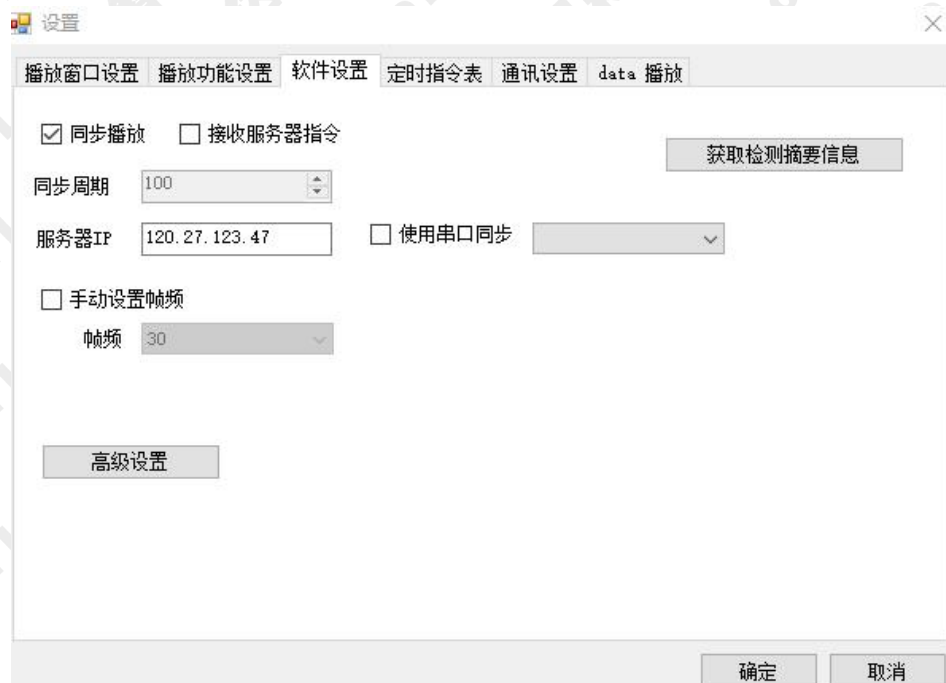 设置
播放窗口设置 播放功能设置 软件设置 定时指令表 通讯设置 data 播放
同步播放 接收服务器指令
获取检测摘要信息
同步周期 100
服务器IP 120.27.123.47 使用串口同步
手动设置帧频
帧频 30
高级设置
确定 取消